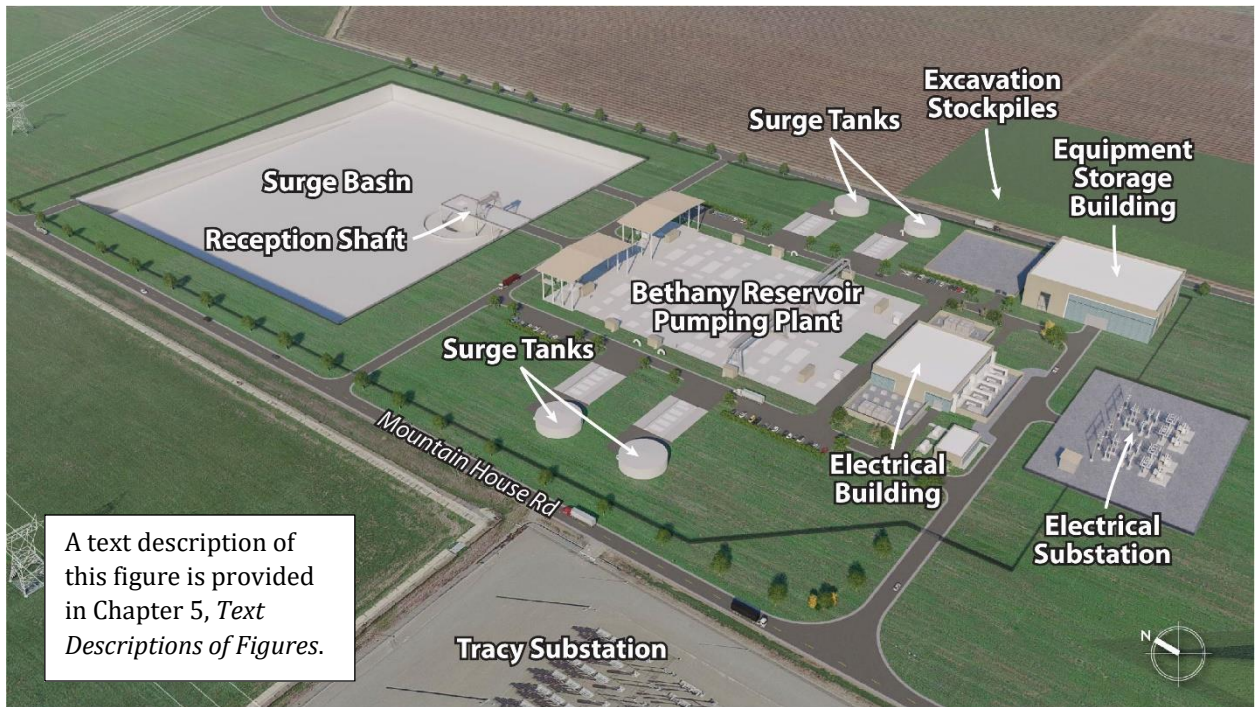 Excavation
Stockpiles
Surge Tanks
Equipment
Storage
Building
Surge Basin
Reception Shaft
Bethany Reservoir
Pumping Plant
Surge Tanks
Mountain House Rd
Electrical
Building
Electrical
Substation
A text description of
this figure is provided
in Chapter 5, Text
Descriptions of Figures.
Tracy Substation
N